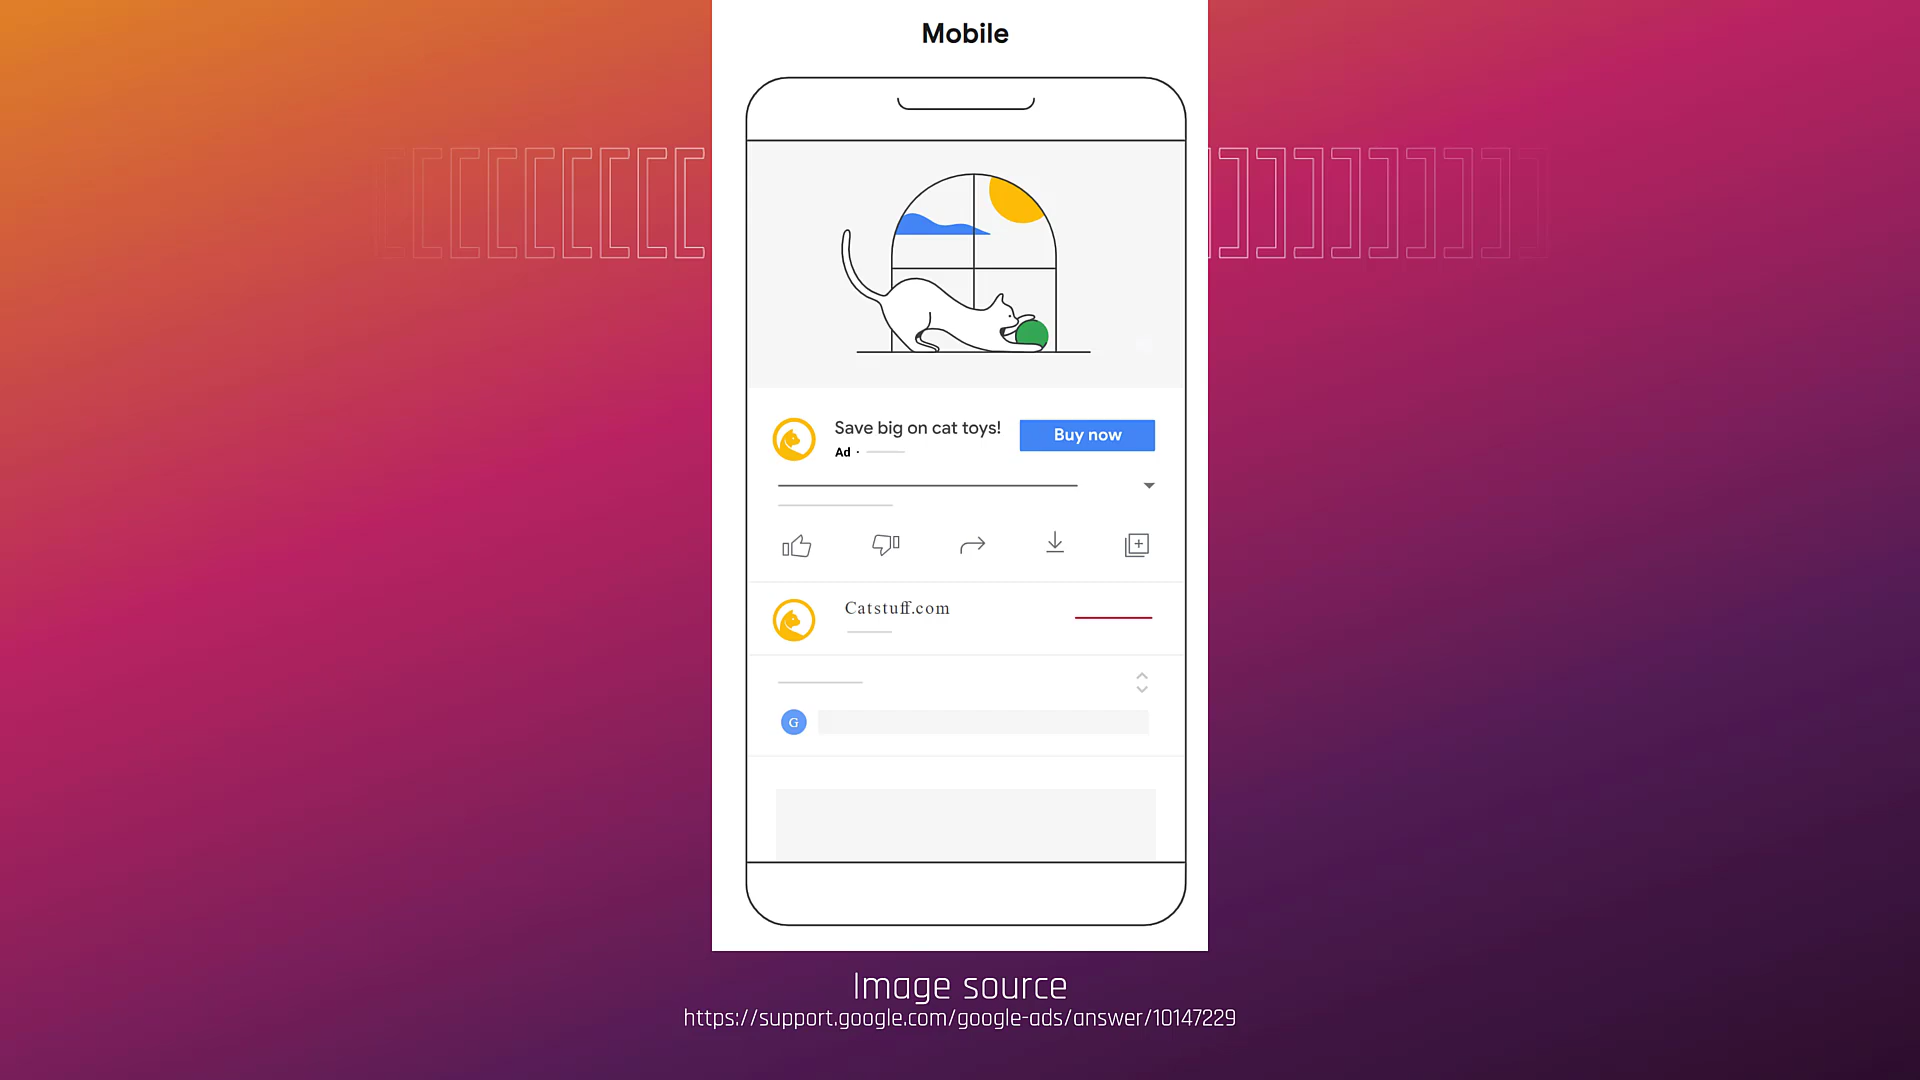 Mobile
Save big on cat toys!
Buy now
Ad ·
Catstuff.com
G
Image source
https://support.google.com/google-ads/answer/10147229